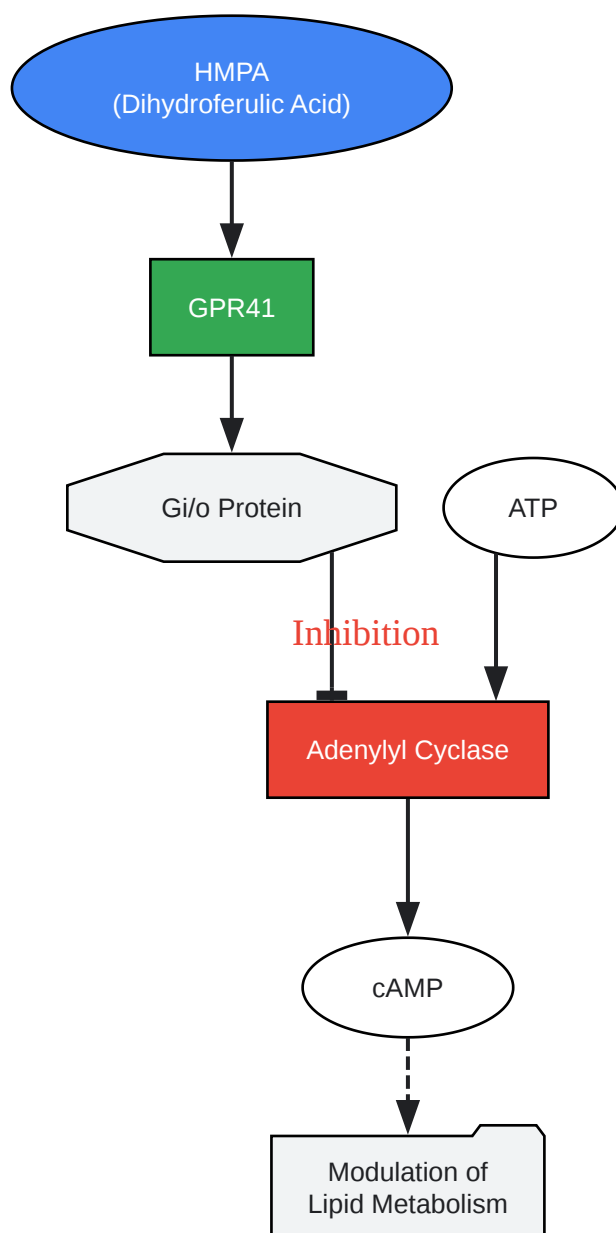 HMPA
(Dihydroferulic Acid)
GPR41
Gi/o Protein
ATP
Inhibition
Adenylyl Cyclase
cAMP
Modulation of
Lipid Metabolism